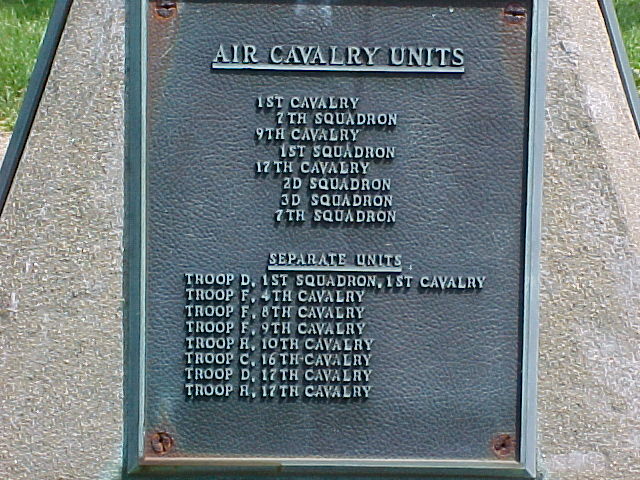 AIR CAVALRY UNITS
1ST CAVALRY
7TH SQUADRON
9TH CAVALRY
1ST SQUADRON
17TH CAVALRY
2D SQUADRON
3D SQUADRON
7TH SQUADRON
SEPARATE UNITS
TROOP D, 1ST SQUADRON, 1ST CAVALRY
TROOP F, 4TH CAVALRY
TROOP F, 8TH CAVALRY
TROOP F, 9TH CAVALRY
TROOP H, 10TH CAVALRY
TROOP C, 16TH CAVALRY
TROOP D, 17TH CAVALRY
TROOP H, 17TH CAVALRY